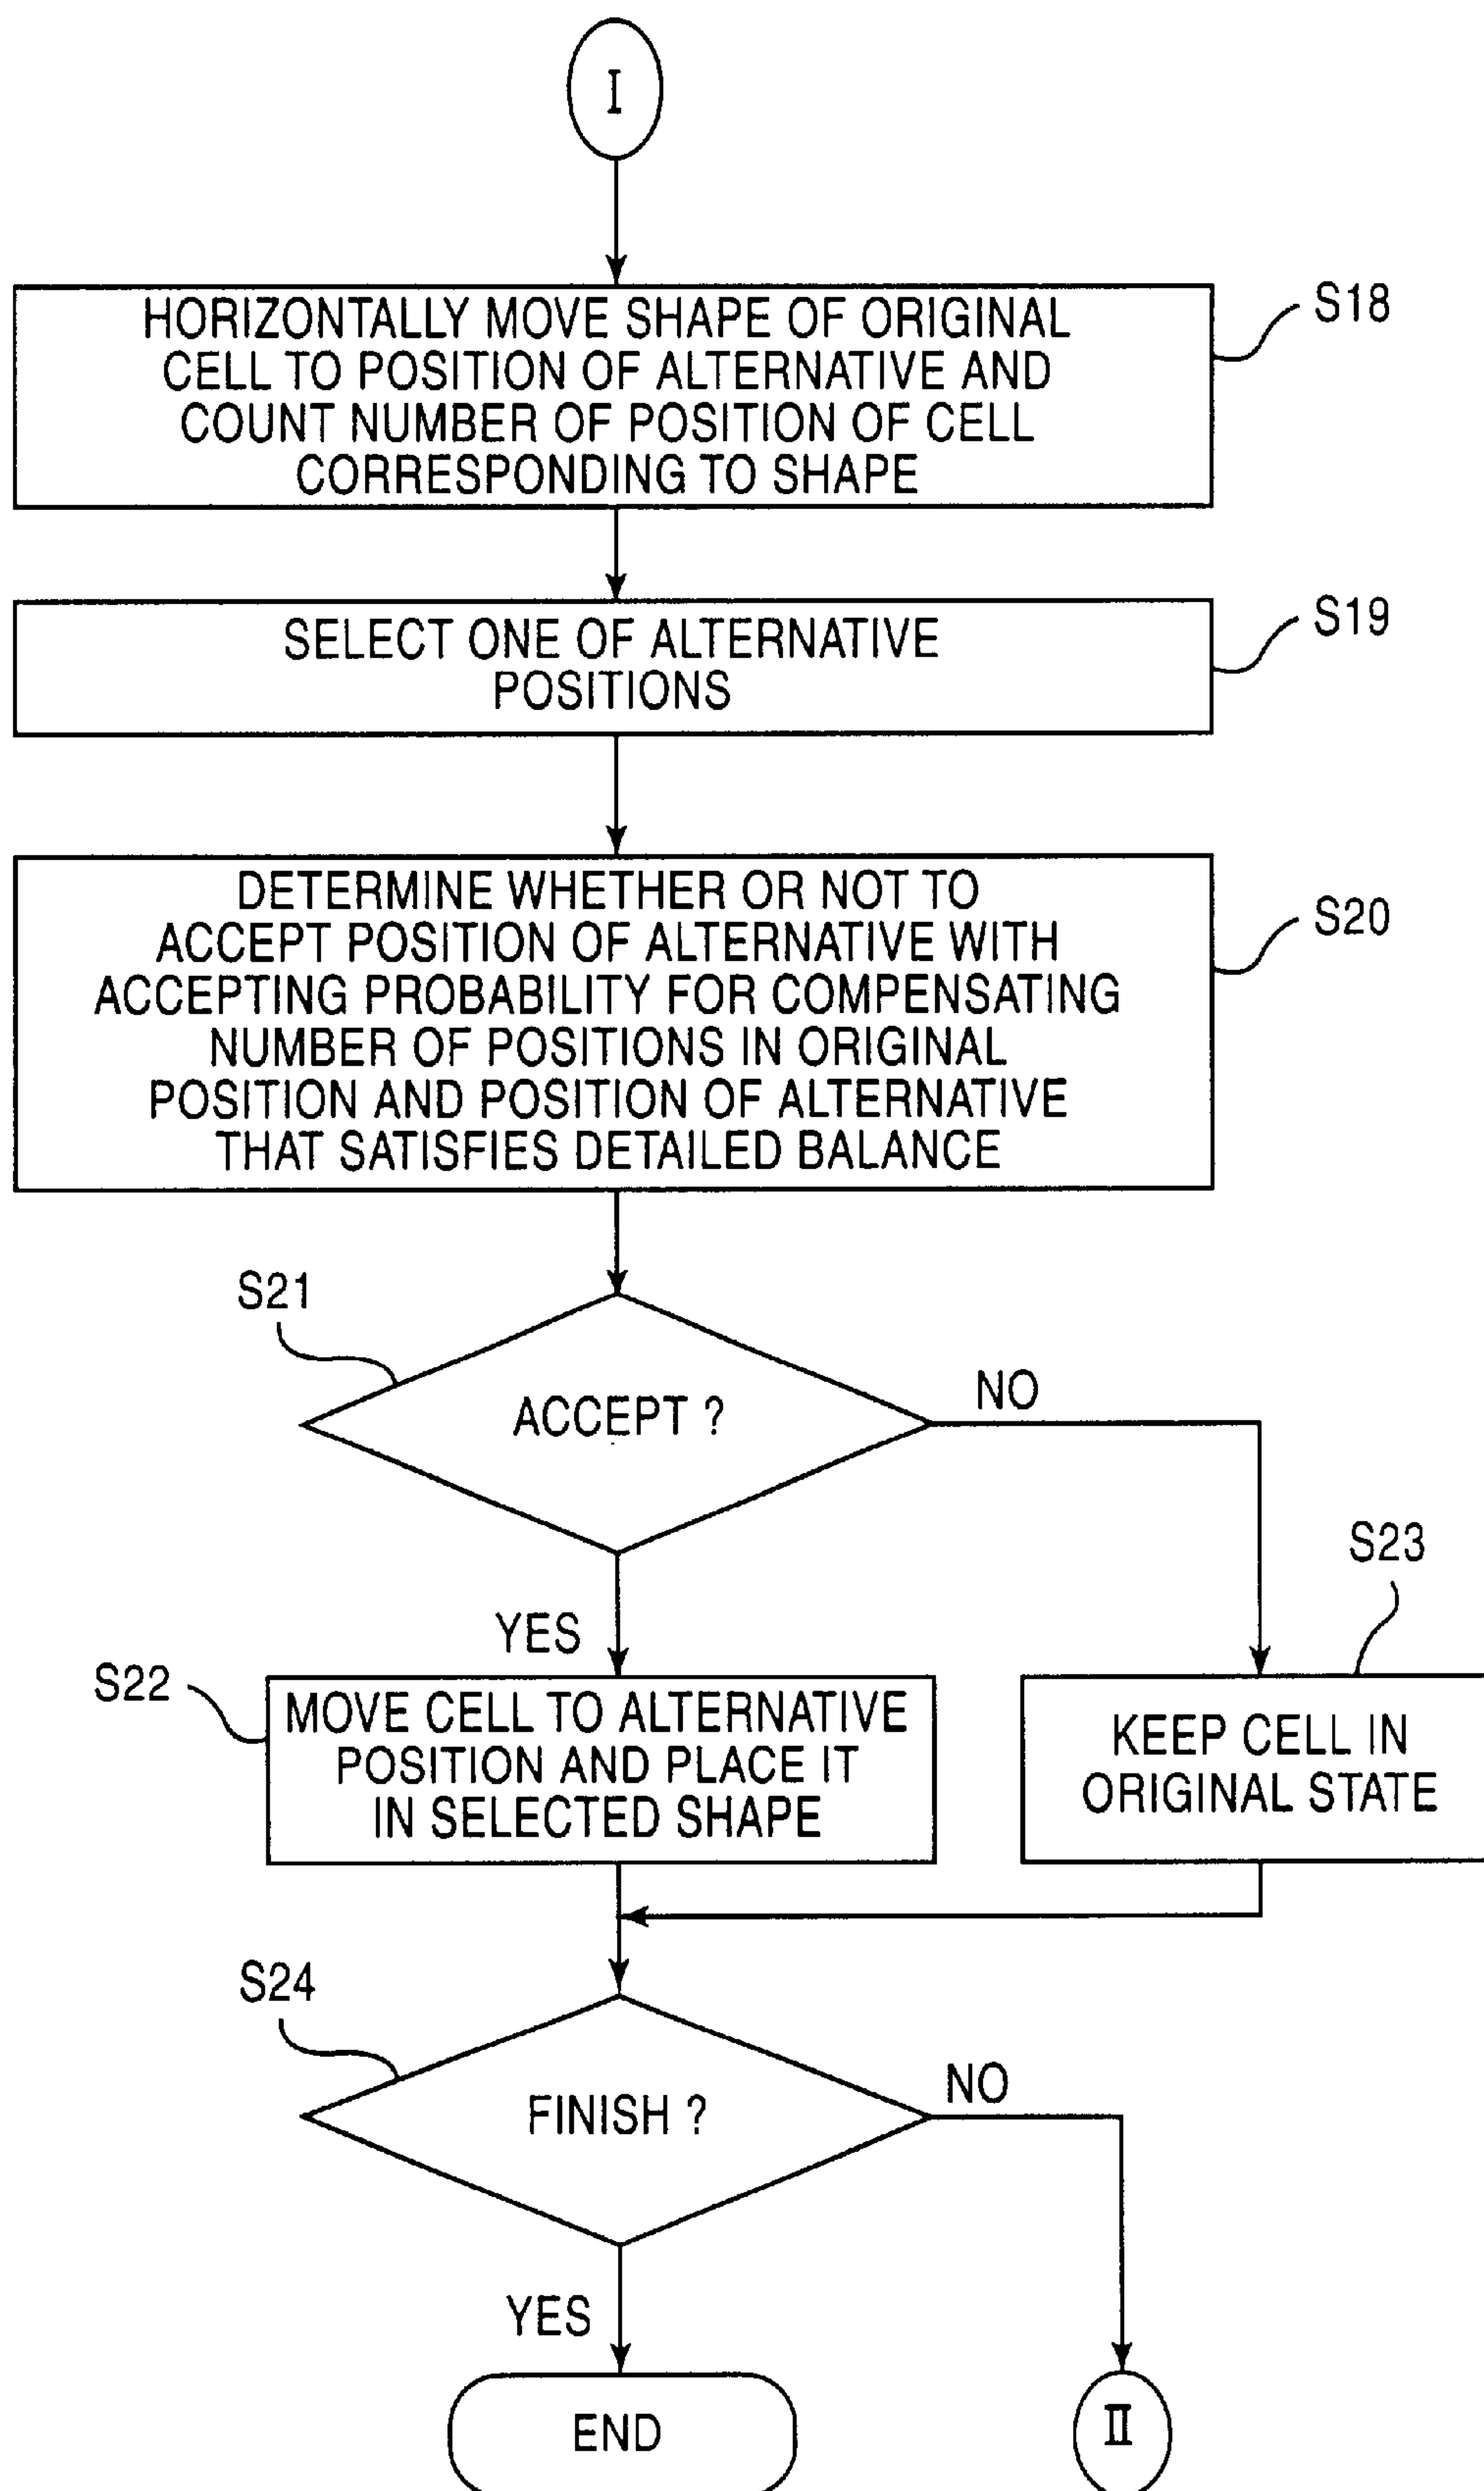 I
HORIZONTALLY MOVE SHAPE OF ORIGINAL
CELL TO POSITION OF ALTERNATIVE AND
COUNT NUMBER OF POSITION OF CELL
CORRESPONDING TO SHAPE
S18
SELECT ONE OF ALTERNATIVE
POSITIONS
S19
DETERMINE WHETHER OR NOT TO
ACCEPT POSITION OF ALTERNATIVE WITH
ACCEPTING PROBABILITY FOR COMPENSATING
NUMBER OF POSITIONS IN ORIGINAL
POSITION AND POSITION OF ALTERNATIVE
THAT SATISFIES DETAILED BALANCE
S20
S21
ACCEPT ?
NO
YES
S23
S22
MOVE CELL TO ALTERNATIVE
POSITION AND PLACE IT
IN SELECTED SHAPE
KEEP CELL IN
ORIGINAL STATE
S24
FINISH ?
NO
YES
END
II